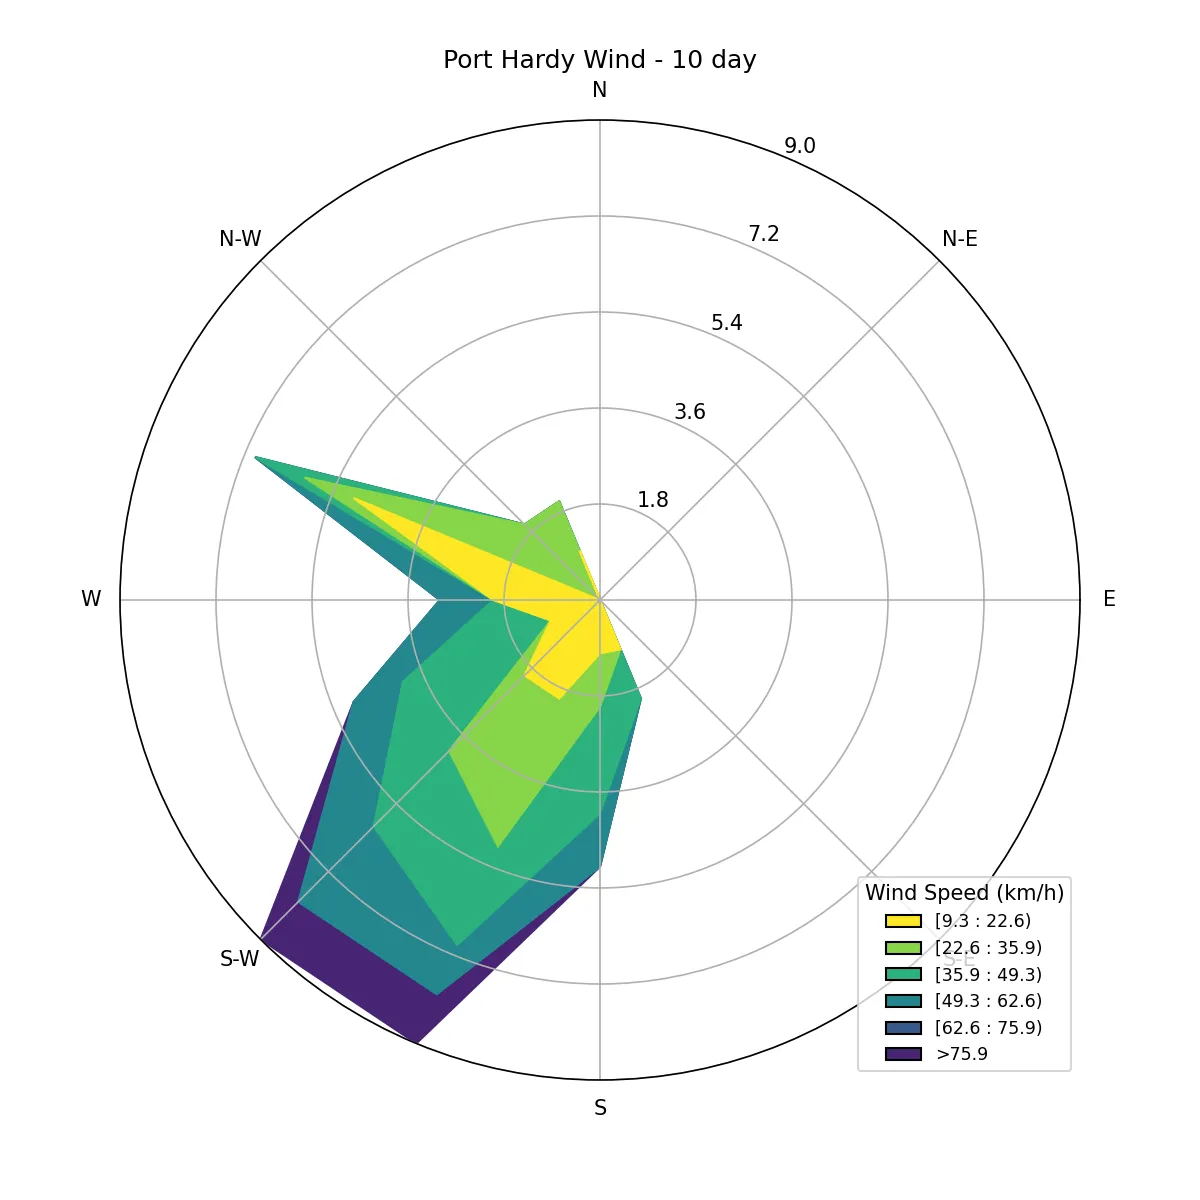 Port Hardy Wind - 10 day
N
9.0
N-W
N-E
7.2
5.4
3.6
1.8
W
E
S-W
S-E
S
Wind Speed (km/h)
[9.3 : 22.6)
[22.6 : 35.9)
[35.9 : 49.3)
[49.3 : 62.6)
[62.6 : 75.9)
>75.9